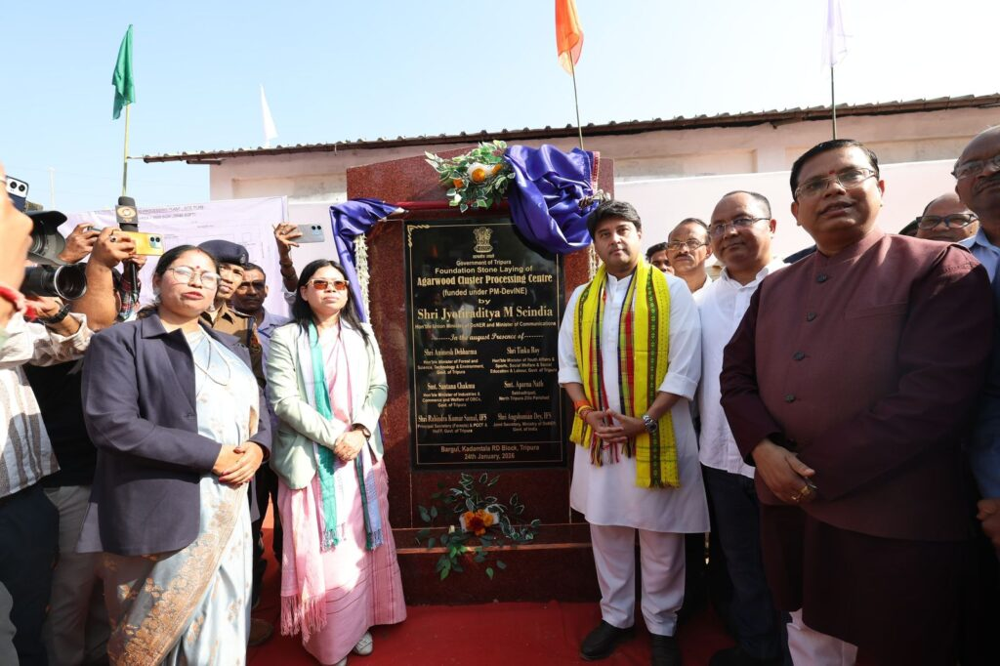 Government of Tripura
Foundation Stone Laying of
Agarwood Cluster Processing Centre
(funded under PM-DevINE)
by
Shri Jyotiraditya M Scindia
Hon'ble Union Minister of DoNER and Minister of Communications
In the august Presence of
Shri Animesh Debbarma
Hon'ble Minister of Forest and
Science, Technology & Environment,
Govt. of Tripura
Smt. Santana Chakma
Hon'ble Minister of Industries &
Commerce and Welfare of OBCs,
Govt. of Tripura
Shri Rabindra Kumar Samal, IFS
Principal Secretary (Forests) & PCCF &
HoFF, Govt. of Tripura
Shri Tinku Roy
Hon'ble Minister of Youth Affairs &
Sports, Social Welfare & Social
Education & Labour, Govt. of Tripura
Smt. Aparna Nath
Sabhadhipati,
North Tripura Zilla Parishad
Shri Angshuman Dey, IFS
Joint Secretary, Ministry of DoNER,
Govt. of India
Bargul, Kadamtala RD Block, Tripura
24th January, 2026